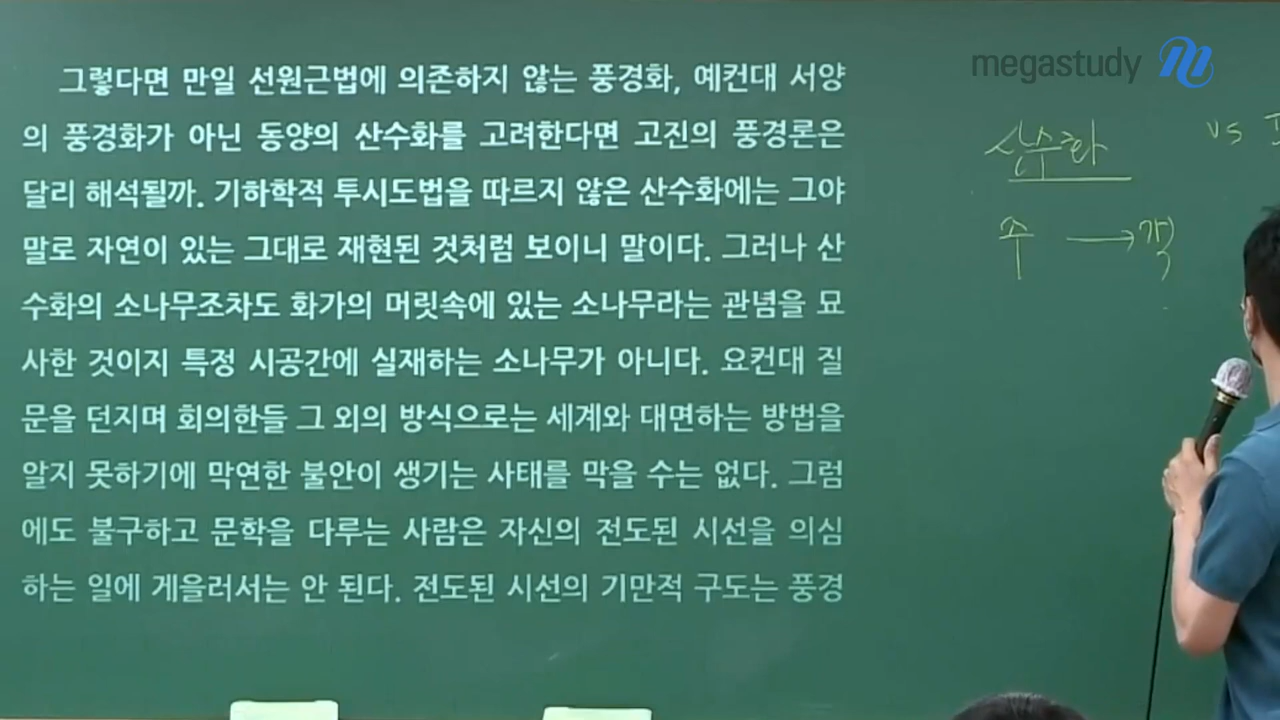 megastudy
그렇다면 만일 선원근법에 의존하지 않는 풍경화, 예컨대 서양
의 풍경화가 아닌 동양의 산수화를 고려한다면 고진의 풍경론은
달리 해석될까. 기하학적 투시도법을 따르지 않은 산수화에는 그야
말로 자연이 있는 그대로 재현된 것처럼 보이니 말이다. 그러나 산
수화의 소나무조차도 화가의 머릿속에 있는 소나무라는 관념을 묘
사한 것이지 특정 시공간에 실재하는 소나무가 아니다. 요컨대 질
문을 던지며 회의한들 그 외의 방식으로는 세계와 대면하는 방법을
알지 못하기에 막연한 불안이 생기는 사태를 막을 수는 없다. 그럼
에도 불구하고 문학을 다루는 사람은 자신의 전도된 시선을 의심
하는 일에 게을러서는 안 된다. 전도된 시선의 기만적 구도는 풍경
산수화 vs
주 → 객